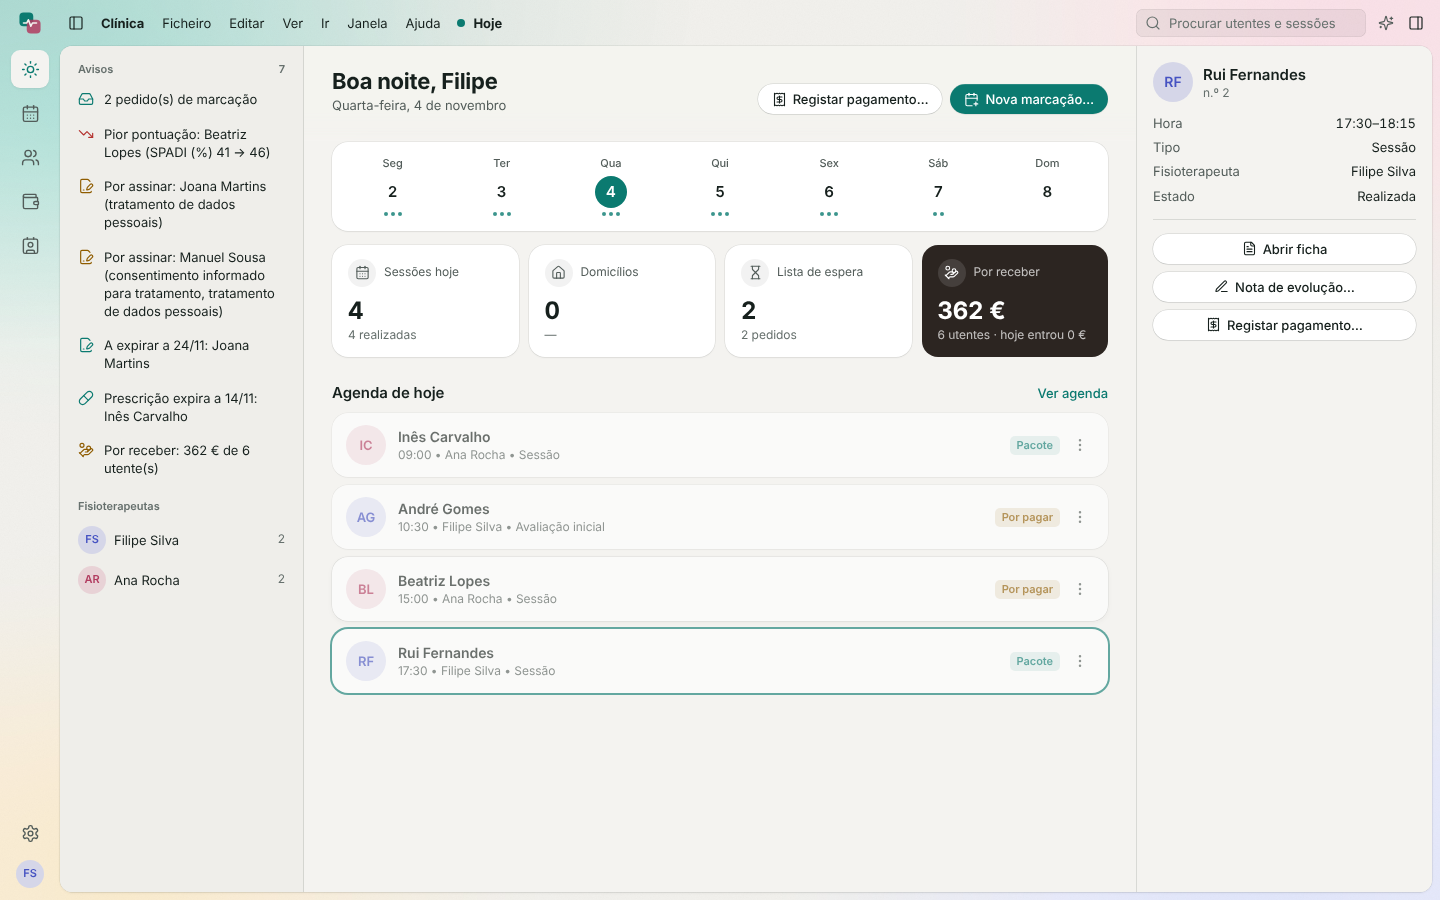 Clínica Ficheiro Editar Ver Ir Janela Ajuda Hoje
Procurar utentes e sessões
Avisos 7
2 pedido(s) de marcação
Pior pontuação: Beatriz
Lopes (SPADI (%) 41 → 46)
Por assinar: Joana Martins
(tratamento de dados
pessoais)
Por assinar: Manuel Sousa
(consentimento informado
para tratamento, tratamento
de dados pessoais)
A expirar a 24/11: Joana
Martins
Prescrição expira a 14/11:
Inês Carvalho
Por receber: 362 € de 6
utente(s)
Fisioterapeutas
FS Filipe Silva 2
AR Ana Rocha 2
FS
Boa noite, Filipe
Quarta-feira, 4 de novembro
Registar pagamento...
Nova marcação...
Seg Ter Qua Qui Sex Sáb Dom
2 3 4 5 6 7 8
Sessões hoje
4
4 realizadas
Domicílios
0
—
Lista de espera
2
2 pedidos
Por receber
362 €
6 utentes · hoje entrou 0 €
Agenda de hoje
Ver agenda
IC Inês Carvalho
09:00 • Ana Rocha • Sessão
Pacote
AG André Gomes
10:30 • Filipe Silva • Avaliação inicial
Por pagar
BL Beatriz Lopes
15:00 • Ana Rocha • Sessão
Por pagar
RF Rui Fernandes
17:30 • Filipe Silva • Sessão
Pacote
RF Rui Fernandes
n.º 2
Hora 17:30–18:15
Tipo Sessão
Fisioterapeuta Filipe Silva
Estado Realizada
Abrir ficha
Nota de evolução...
Registar pagamento...